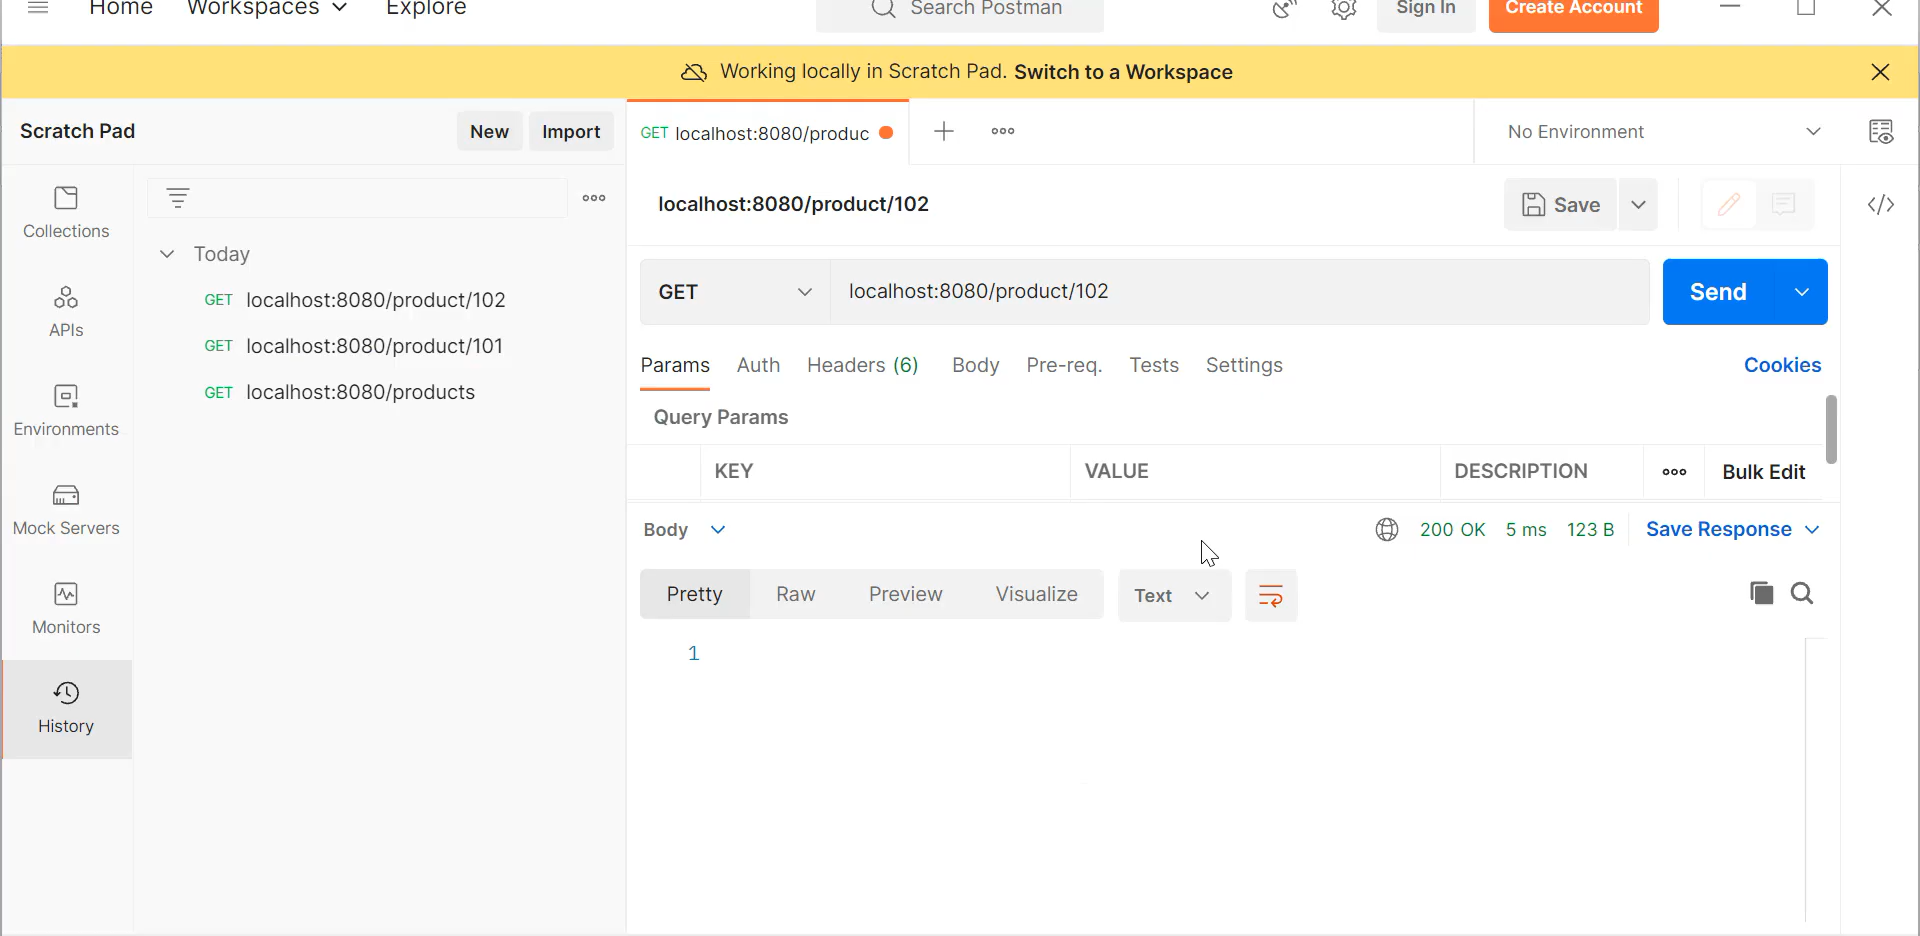 Home Workspaces Explore Search Postman Sign In Create Account
Working locally in Scratch Pad. Switch to a Workspace
Scratch Pad New Import GET localhost:8080/produc No Environment
localhost:8080/product/102 Save
Collections
Today
GET localhost:8080/product/102 GET localhost:8080/product/102 Send
APIs
GET localhost:8080/product/101
Params Auth Headers (6) Body Pre-req. Tests Settings Cookies
GET localhost:8080/products
Query Params
Environments
KEY VALUE DESCRIPTION Bulk Edit
Mock Servers
Body 200 OK 5 ms 123 B Save Response
Pretty Raw Preview Visualize Text
Monitors
1
History